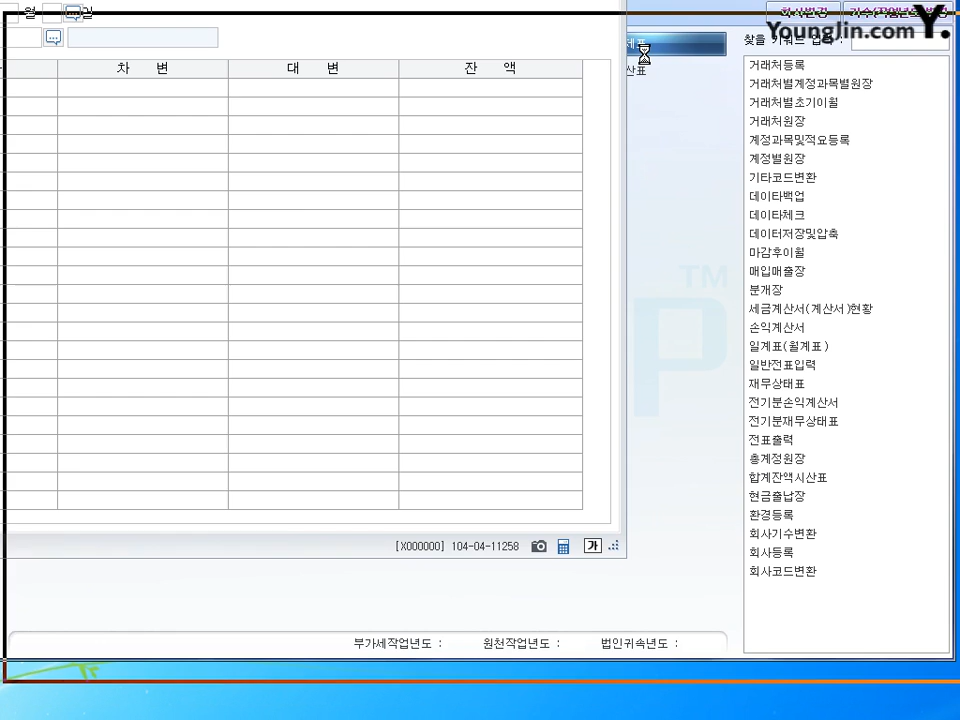 월 일
차 변 대 변 잔 액
[X000000] 104-04-11258 가
부가세작업년도 : 원천작업년도 : 법인귀속년도 :
체표
산표
TM
P
회사변경
Younglin.com Y.
찾을 키워드 입력 :
거래처등록
거래처별계정과목별원장
거래처별초기이월
거래처원장
계정과목및적요등록
계정별원장
기타코드변환
데이타백업
데이타체크
데이터저장및압축
마감후이월
매입매출장
분개장
세금계산서(계산서)현황
손익계산서
일계표(월계표)
일반전표입력
재무상태표
전기분손익계산서
전기분재무상태표
전표출력
총계정원장
합계잔액시산표
현금출납장
환경등록
회사기수변환
회사등록
회사코드변환